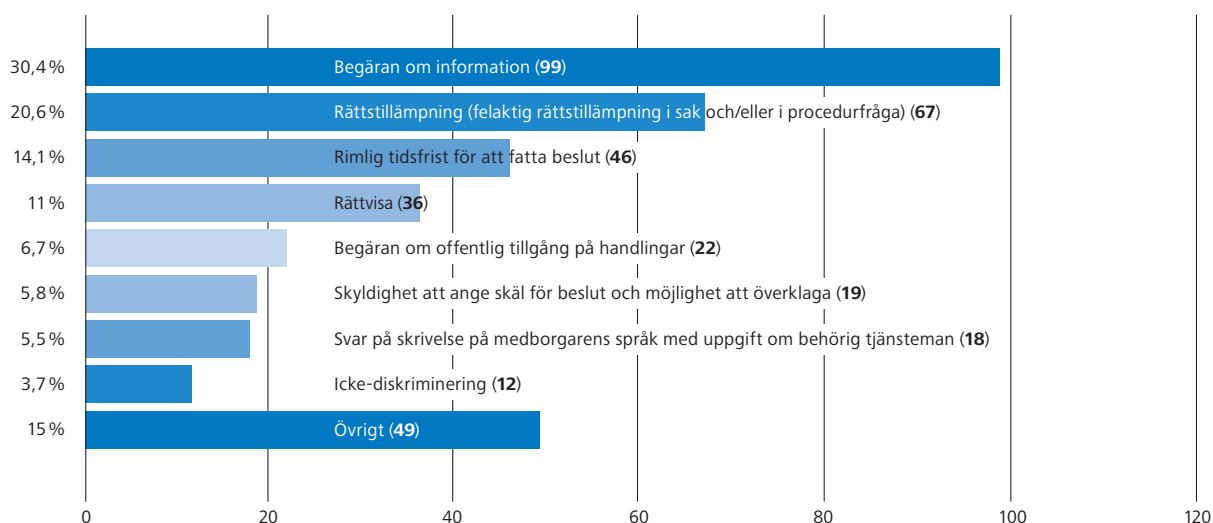 30,4 % Begäran om information (99)
20,6 % Rättstillämpning (felaktig rättstillämpning i sak och/eller i procedurfråga) (67)
14,1 % Rimlig tidsfrist för att fatta beslut (46)
11 % Rättvisa (36)
6,7 % Begäran om offentlig tillgång på handlingar (22)
5,8 % Skyldighet att ange skäl för beslut och möjlighet att överklaga (19)
5,5 % Svar på skrivelse på medborgarens språk med uppgift om behörig tjänsteman (18)
3,7 % Icke-diskriminering (12)
15 % Övrigt (49)
0 20 40 60 80 100 120